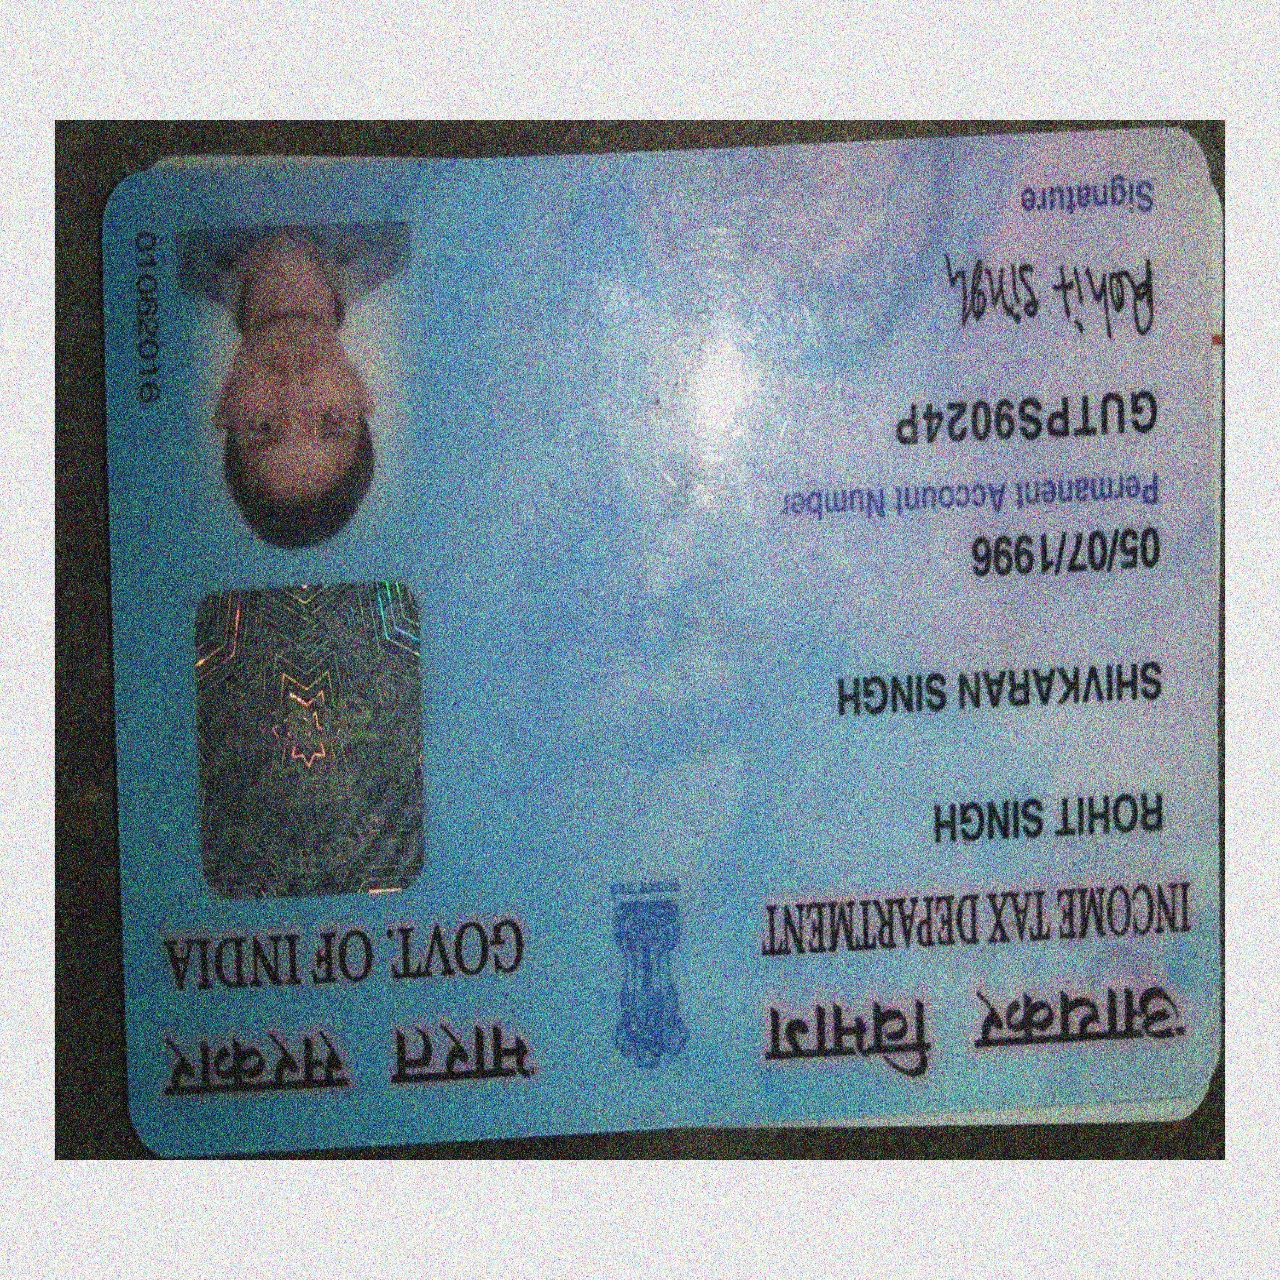 आयकर विभाग भारत सरकार
INCOME TAX DEPARTMENT GOVT. OF INDIA
ROHIT SINGH
SHIVKARAN SINGH
05/07/1996
Permanent Account Number
GUTPS9024P
Rohit Singh
Signature
01062016